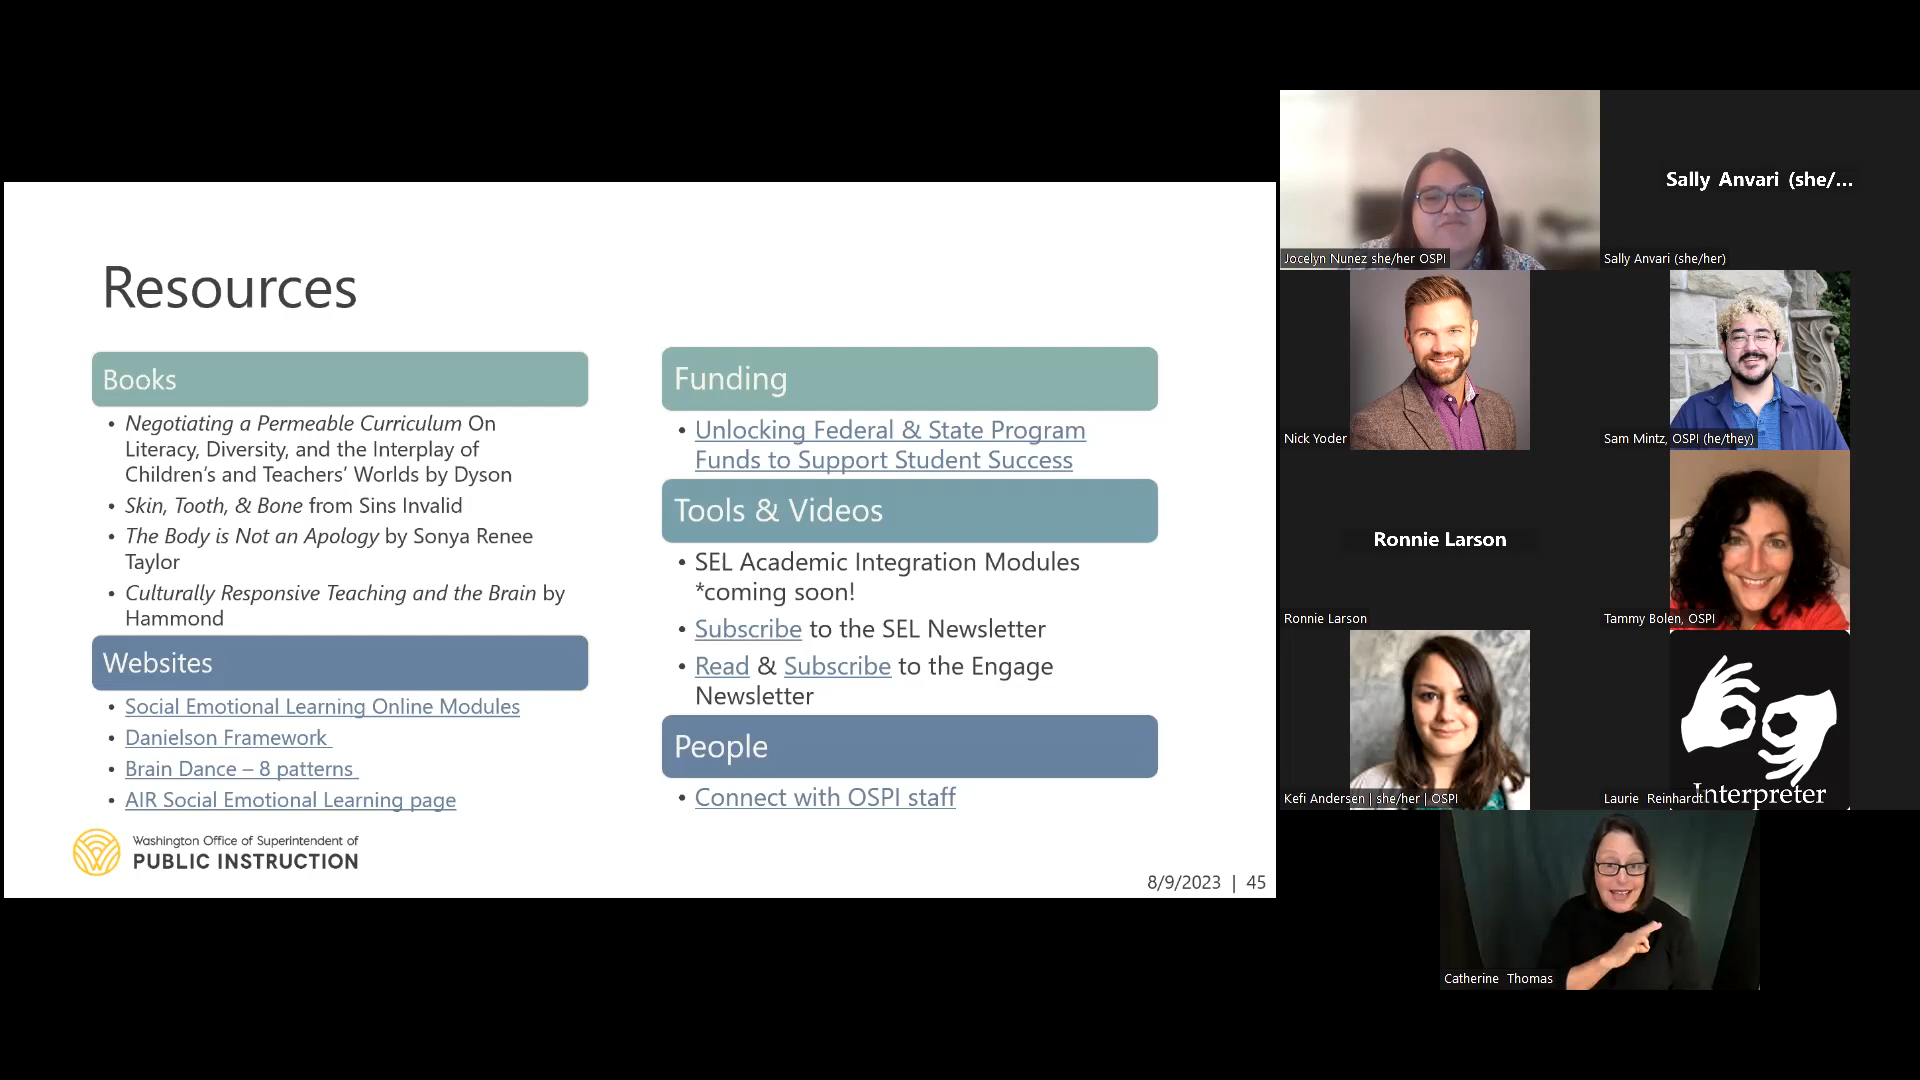 Resources
Books
• Negotiating a Permeable Curriculum On
Literacy, Diversity, and the Interplay of
Children's and Teachers' Worlds by Dyson
• Skin, Tooth, & Bone from Sins Invalid
• The Body is Not an Apology by Sonya Renee
Taylor
• Culturally Responsive Teaching and the Brain by
Hammond
Websites
• Social Emotional Learning Online Modules
• Danielson Framework
• Brain Dance – 8 patterns
• AIR Social Emotional Learning page
Funding
• Unlocking Federal & State Program
Funds to Support Student Success
Tools & Videos
• SEL Academic Integration Modules
*coming soon!
• Subscribe to the SEL Newsletter
• Read & Subscribe to the Engage
Newsletter
People
• Connect with OSPI staff
Washington Office of Superintendent of
PUBLIC INSTRUCTION
8/9/2023 | 45
Jocelyn Nunez she/her OSPI
Sally Anvari (she/...
Sally Anvari (she/her)
Nick Yoder
Sam Mintz, OSPI (he/they)
Ronnie Larson
Ronnie Larson
Tammy Bolen, OSPI
Kefi Andersen | she/her | OSPI
Interpreter
Laurie Reinhardt
Catherine Thomas